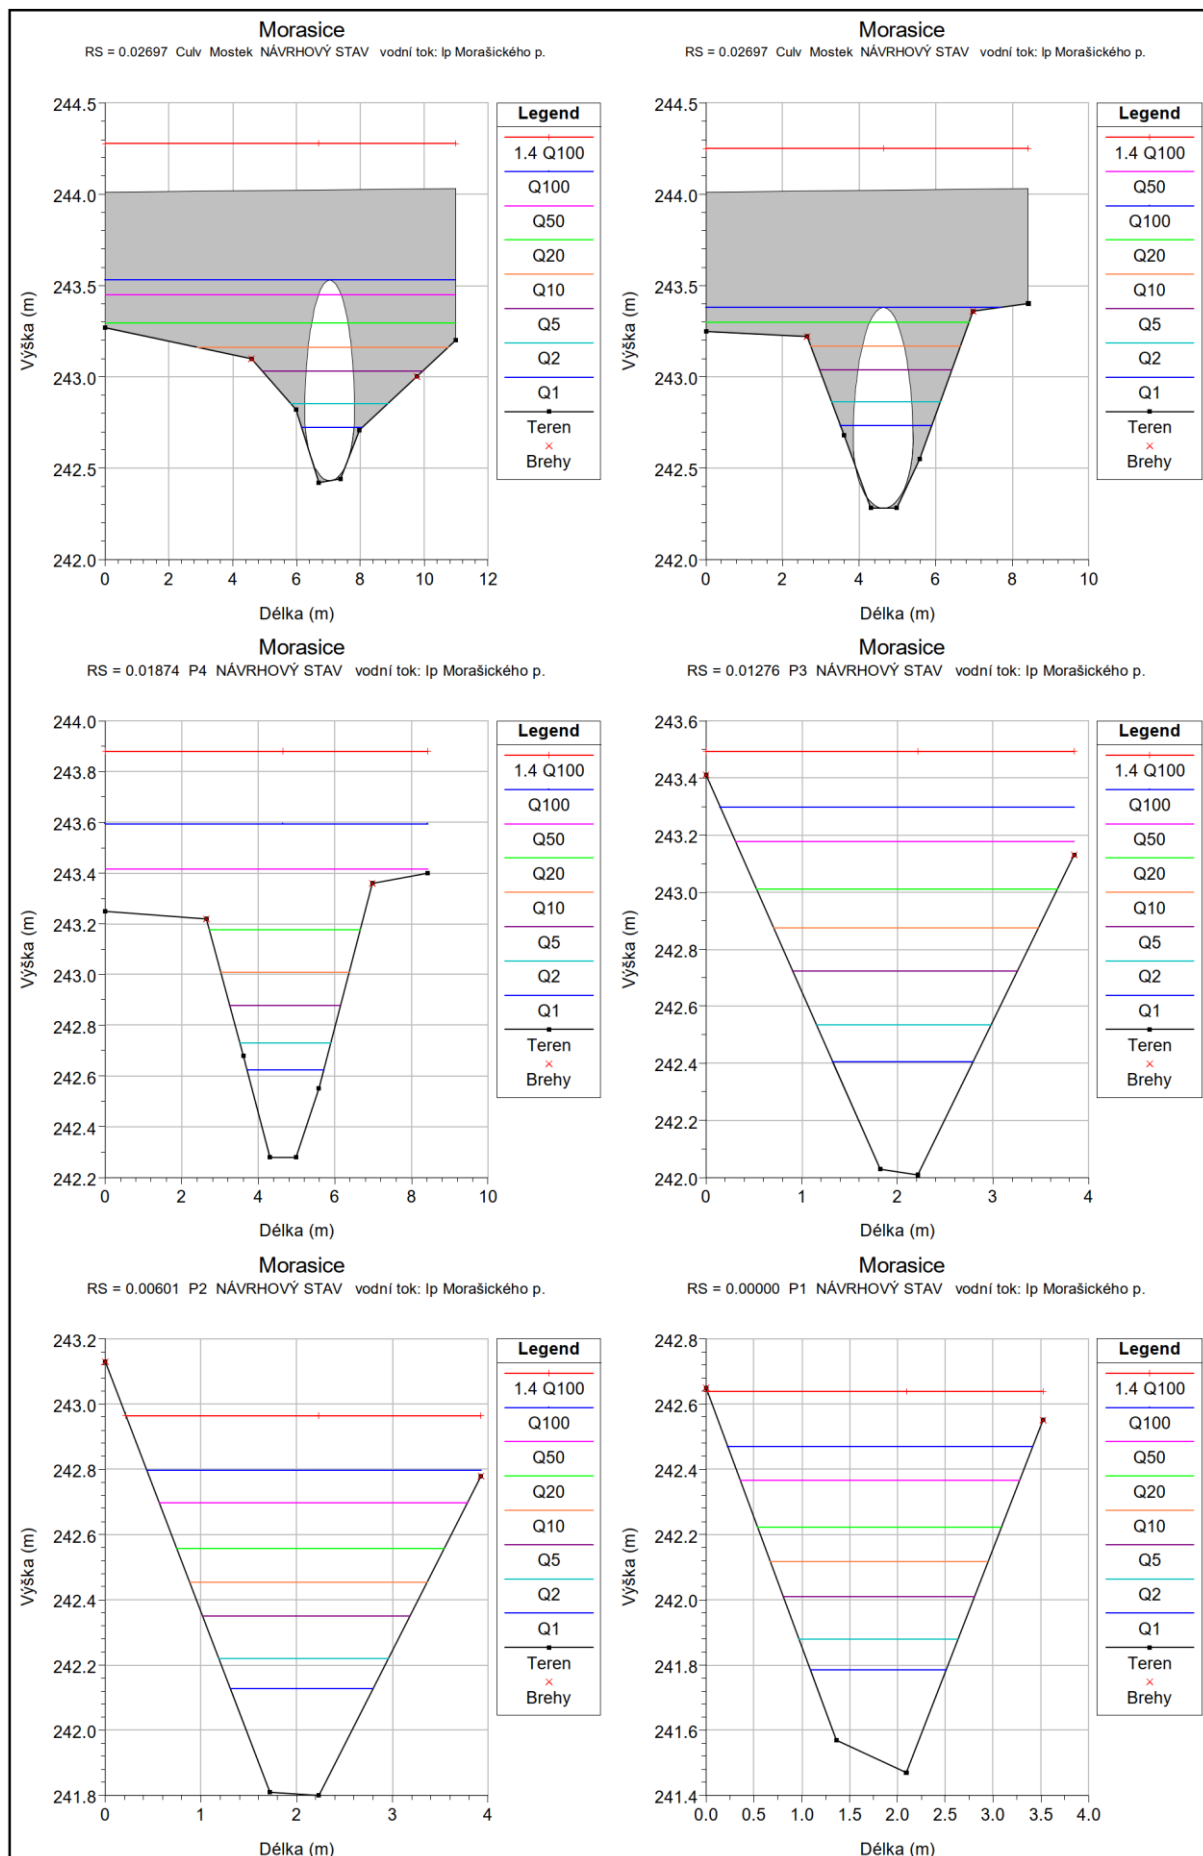 Morasice
RS = 0.02697 Culv Mostek NÁVRHOVÝ STAV vodní tok: lp Morašického p.
244.5
244.0
243.5
243.0
242.5
242.0
Výška (m)
0 2 4 6 8 10 12
Délka (m)
Legend
1.4 Q100
Q100
Q50
Q20
Q10
Q5
Q2
Q1
Teren
Brehy
Morasice
RS = 0.02697 Culv Mostek NÁVRHOVÝ STAV vodní tok: lp Morašického p.
244.5
244.0
243.5
243.0
242.5
242.0
Výška (m)
0 2 4 6 8 10
Délka (m)
Legend
1.4 Q100
Q50
Q100
Q20
Q10
Q5
Q2
Q1
Teren
Brehy
Morasice
RS = 0.01874 P4 NÁVRHOVÝ STAV vodní tok: lp Morašického p.
244.0
243.8
243.6
243.4
243.2
243.0
242.8
242.6
242.4
242.2
Výška (m)
0 2 4 6 8 10
Délka (m)
Legend
1.4 Q100
Q100
Q50
Q20
Q10
Q5
Q2
Q1
Teren
Brehy
Morasice
RS = 0.01276 P3 NÁVRHOVÝ STAV vodní tok: lp Morašického p.
243.6
243.4
243.2
243.0
242.8
242.6
242.4
242.2
242.0
Výška (m)
0 1 2 3 4
Délka (m)
Legend
1.4 Q100
Q100
Q50
Q20
Q10
Q5
Q2
Q1
Teren
Brehy
Morasice
RS = 0.00601 P2 NÁVRHOVÝ STAV vodní tok: lp Morašického p.
243.2
243.0
242.8
242.6
242.4
242.2
242.0
241.8
Výška (m)
0 1 2 3 4
Délka (m)
Legend
1.4 Q100
Q100
Q50
Q20
Q10
Q5
Q2
Q1
Teren
Brehy
Morasice
RS = 0.00000 P1 NÁVRHOVÝ STAV vodní tok: lp Morašického p.
242.8
242.6
242.4
242.2
242.0
241.8
241.6
241.4
Výška (m)
0.0 0.5 1.0 1.5 2.0 2.5 3.0 3.5 4.0
Délka (m)
Legend
1.4 Q100
Q100
Q50
Q20
Q10
Q5
Q2
Q1
Teren
Brehy